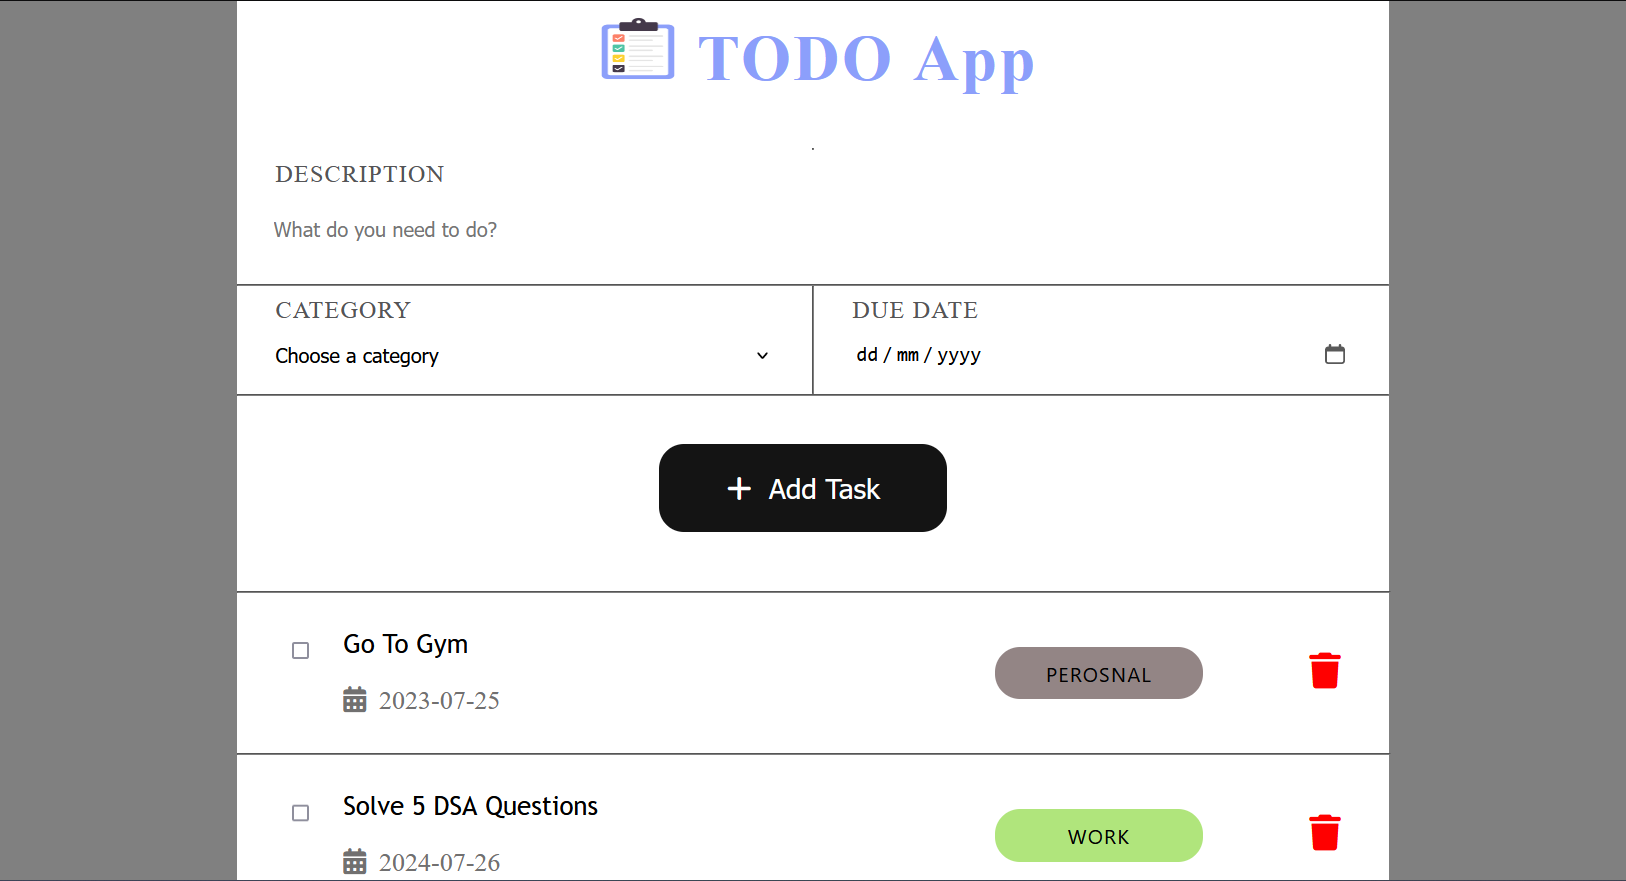 TODO App
DESCRIPTION
What do you need to do?
CATEGORY
Choose a category
DUE DATE
dd / mm / yyyy
+ Add Task
Go To Gym
2023-07-25
PEROSNAL
Solve 5 DSA Questions
2024-07-26
WORK